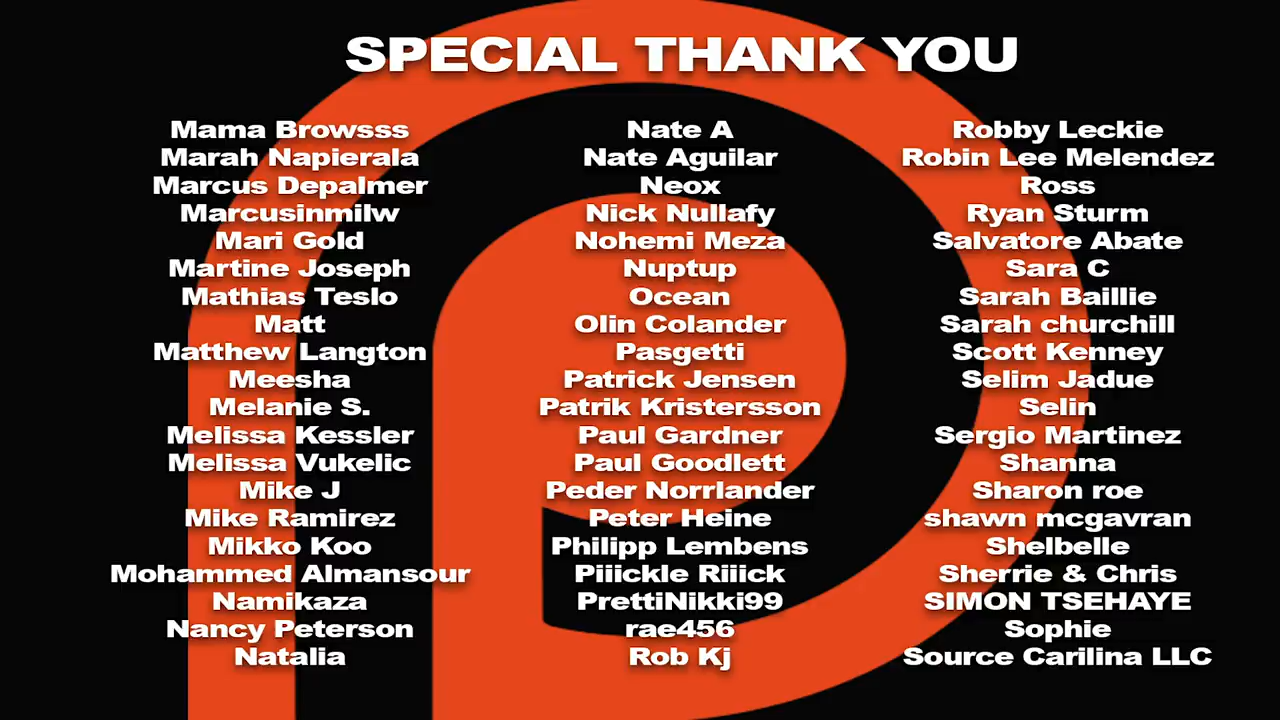 SPECIAL THANK YOU
Mama Browsss
Marah Napierala
Marcus Depalmer
Marcusinmilw
Mari Gold
Martine Joseph
Mathias Teslo
Matt
Matthew Langton
Meesha
Melanie S.
Melissa Kessler
Melissa Vukelic
Mike J
Mike Ramirez
Mikko Koo
Mohammed Almansour
Namikaza
Nancy Peterson
Natalia
Nate A
Nate Aguilar
Neox
Nick Nullafy
Nohemi Meza
Nuptup
Ocean
Olin Colander
Pasgetti
Patrick Jensen
Patrik Kristersson
Paul Gardner
Paul Goodlett
Peder Norrlander
Peter Heine
Philipp Lembens
Piiickle Riiick
PrettiNikki99
rae456
Rob Kj
Robby Leckie
Robin Lee Melendez
Ross
Ryan Sturm
Salvatore Abate
Sara C
Sarah Baillie
Sarah churchill
Scott Kenney
Selim Jadue
Selin
Sergio Martinez
Shanna
Sharon roe
shawn mcgavran
Shelbelle
Sherrie & Chris
SIMON TSEHAYE
Sophie
Source Carilina LLC